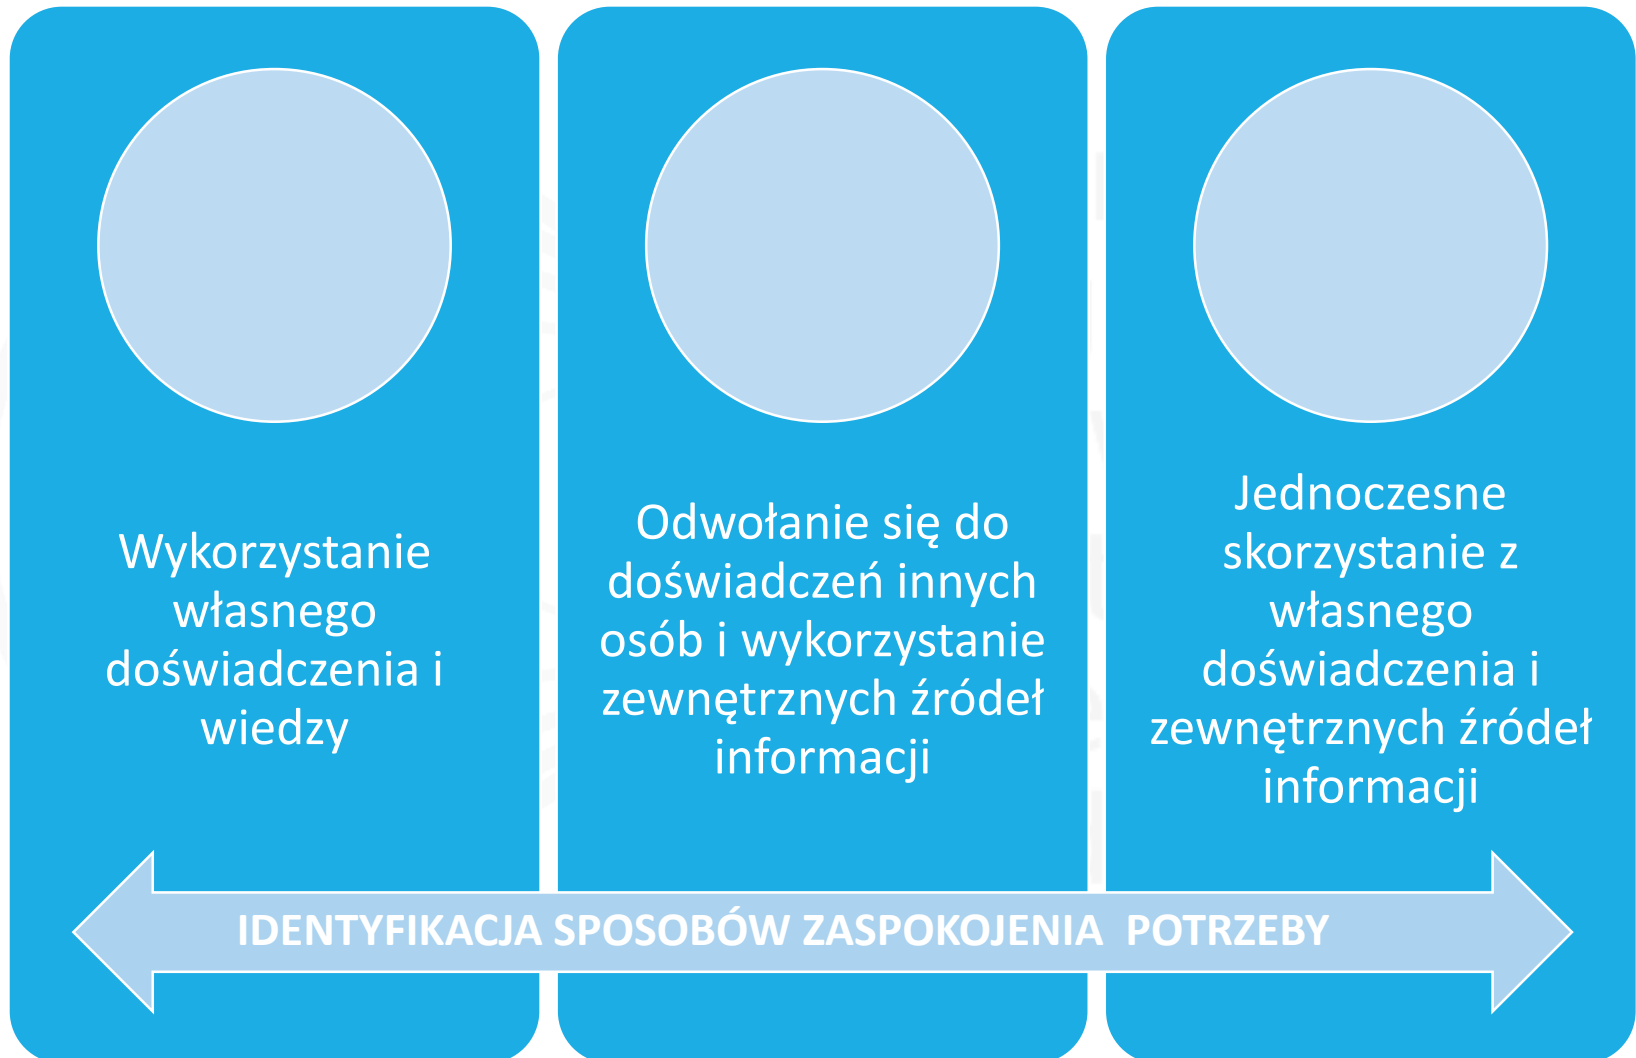 Wykorzystanie
własnego
doświadczenia i
wiedzy
Odwołanie się do
doświadczeń innych
osób i wykorzystanie
zewnętrznych źródeł
informacji
Jednoczesne
skorzystanie z
własnego
doświadczenia i
zewnętrznych źródeł
informacji
IDENTYFIKACJA SPOSOBÓW ZASPOKOJENIA  POTRZEBY